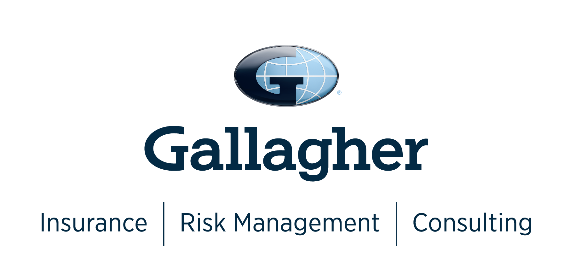 G
®
Gallagher
Insurance | Risk Management | Consulting